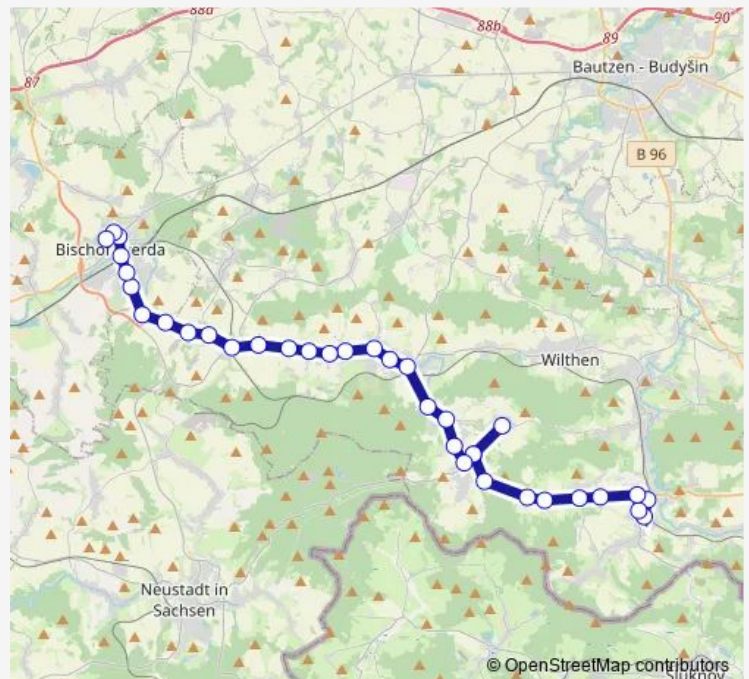 88a
88b
90
89
87
Bautzen - Budyšin
B 96
Bischofswerda
Wilthen
Neustadt in
Sachsen
© OpenStreetMap contributors